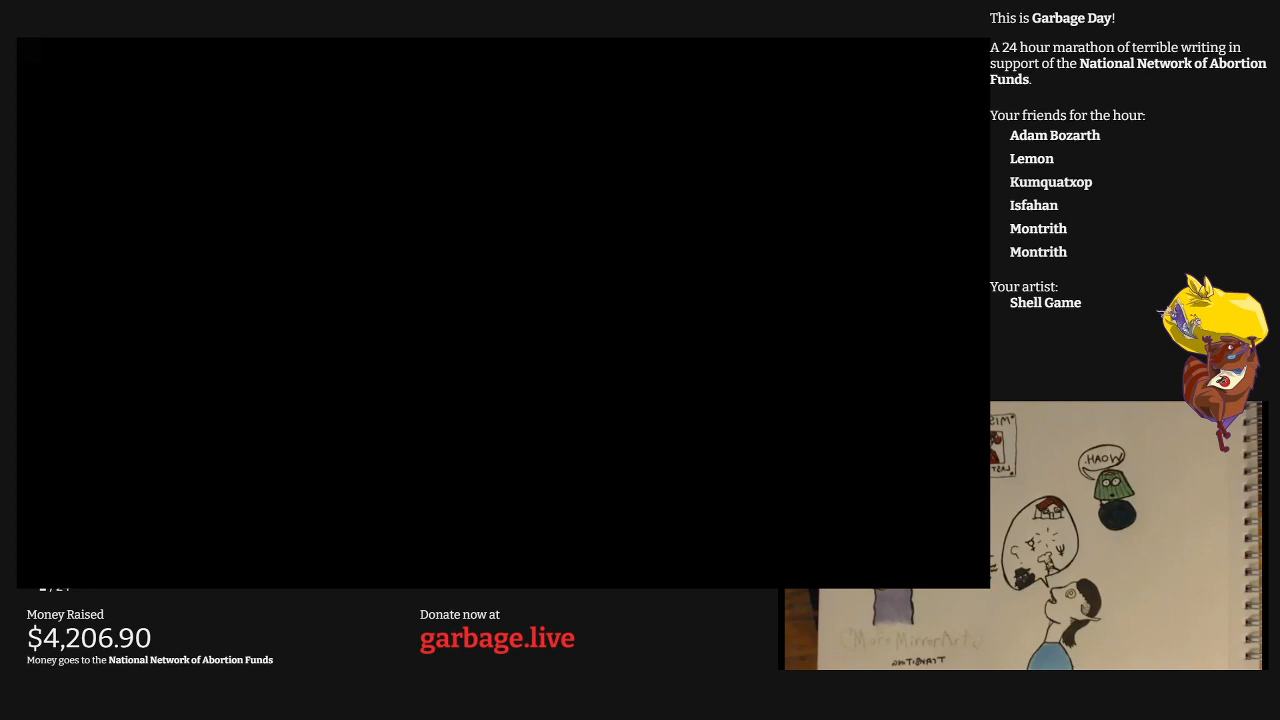 This is Garbage Day!
A 24 hour marathon of terrible writing in
support of the National Network of Abortion
Funds.
Your friends for the hour:
Adam Bozarth
Lemon
Kumquatxop
Isfahan
Montrith
Montrith
Your artist:
Shell Game
WOAH.
Money Raised
$4,206.90
Money goes to the National Network of Abortion Funds
Donate now at
garbage.live